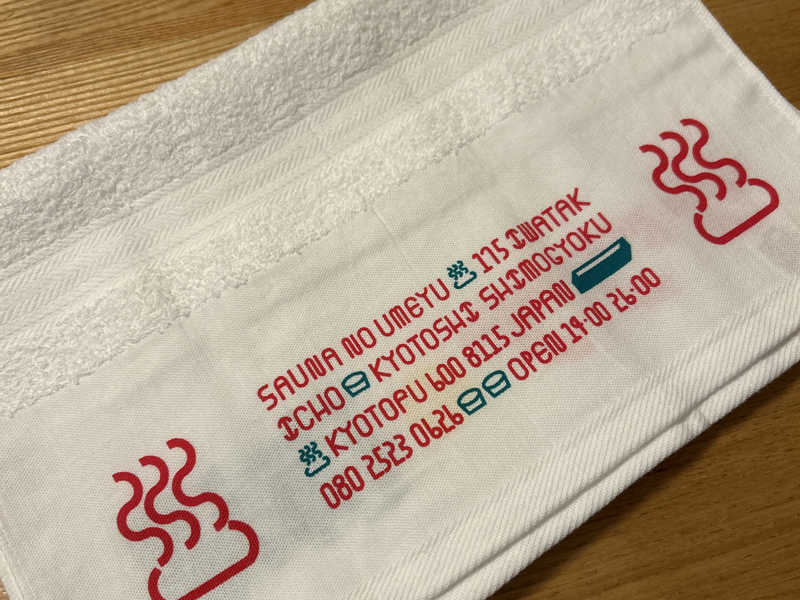 SAUNA NO UMEYU 175 IWATAK
ICHO KYOTOSHI SHIMOGYOKU
KYOTOFU 600 8115 JAPAN
080 2523 0626 OPEN 14:00 26:00